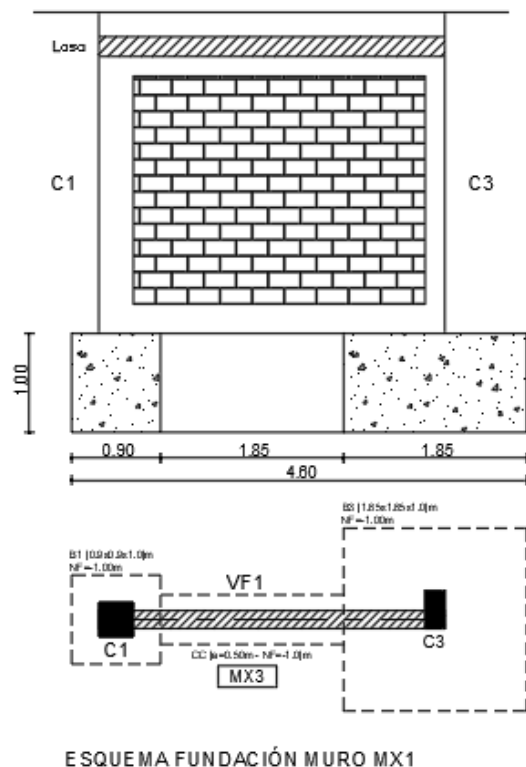 Losa
C1
C3
1.00
0.90
1.85
1.85
4.60
B3 [1.85x1.85x1.0]m
NF=-1.00m
B1 [0.9x0.9x1.0]m
NF=-1.00m
VF1
C1
C3
CC [a=0.50m - NF=-1.0]m
MX3
ESQUEMA FUNDACIÓN MURO MX1